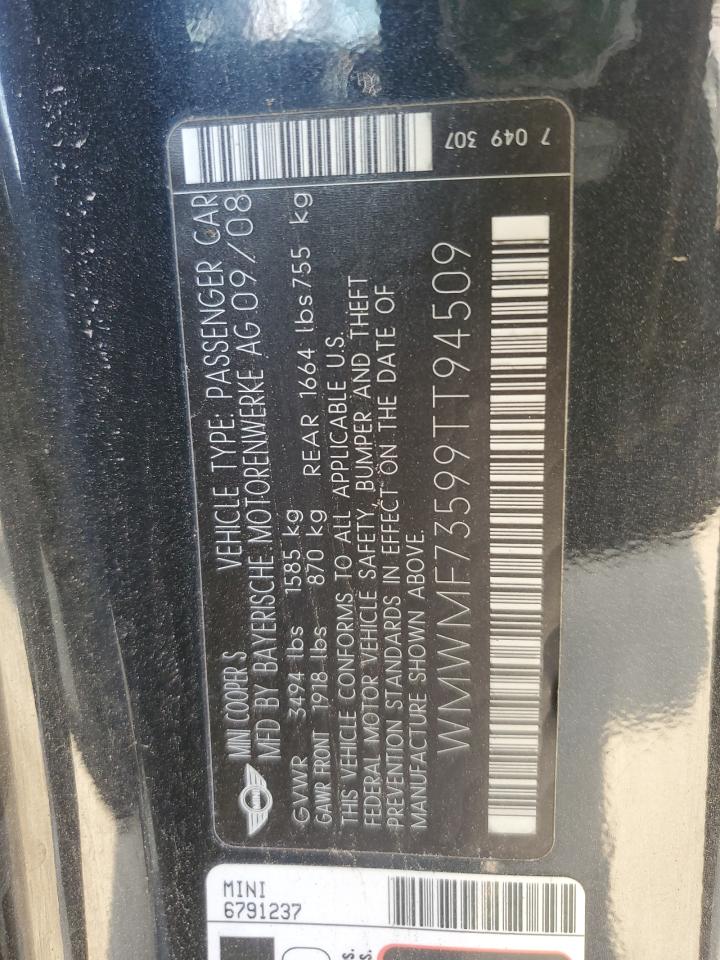 7 049 307
MINI COOPER S VEHICLE TYPE: PASSENGER CAR
MFD BY BAYERISCHE MOTORENWERKE AG 09/08
GVWR 3494 lbs 1585 kg
GAWR FRONT 1918 lbs 870 kg REAR 1664 lbs 755 kg
THIS VEHICLE CONFORMS TO ALL APPLICABLE U.S.
FEDERAL MOTOR VEHICLE SAFETY, BUMPER AND THEFT
PREVENTION STANDARDS IN EFFECT ON THE DATE OF
MANUFACTURE SHOWN ABOVE.
WMWMF73599TT94509
MINI
6791237